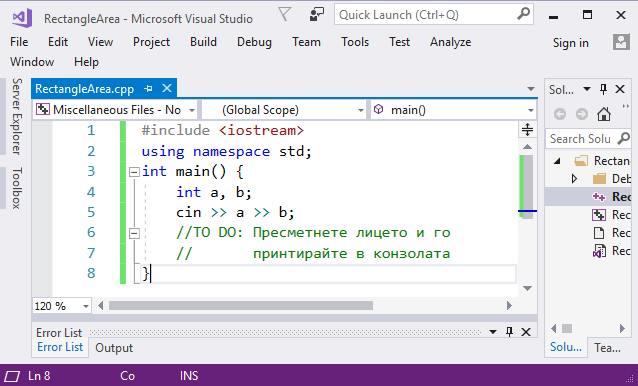 RectangleArea - Microsoft Visual Studio
Quick Launch (Ctrl+Q)
File Edit View Project Build Debug Team Tools Test Analyze Sign in
Window Help
Server Explorer
Toolbox
RectangleArea.cpp
Miscellaneous Files - No (Global Scope) main()
1 #include <iostream>
2 using namespace std;
3 int main() {
4 int a, b;
5 cin >> a >> b;
6 //TO DO: Пресметнете лицето и го
7 // принтирайте в конзолата
8 }
120 %
Sol...
Search Solu
Rectan
Deb
Rec
Rec
Rec
Rec
Solu... Tea...
Error List
Error List Output
Ln 8 Co INS